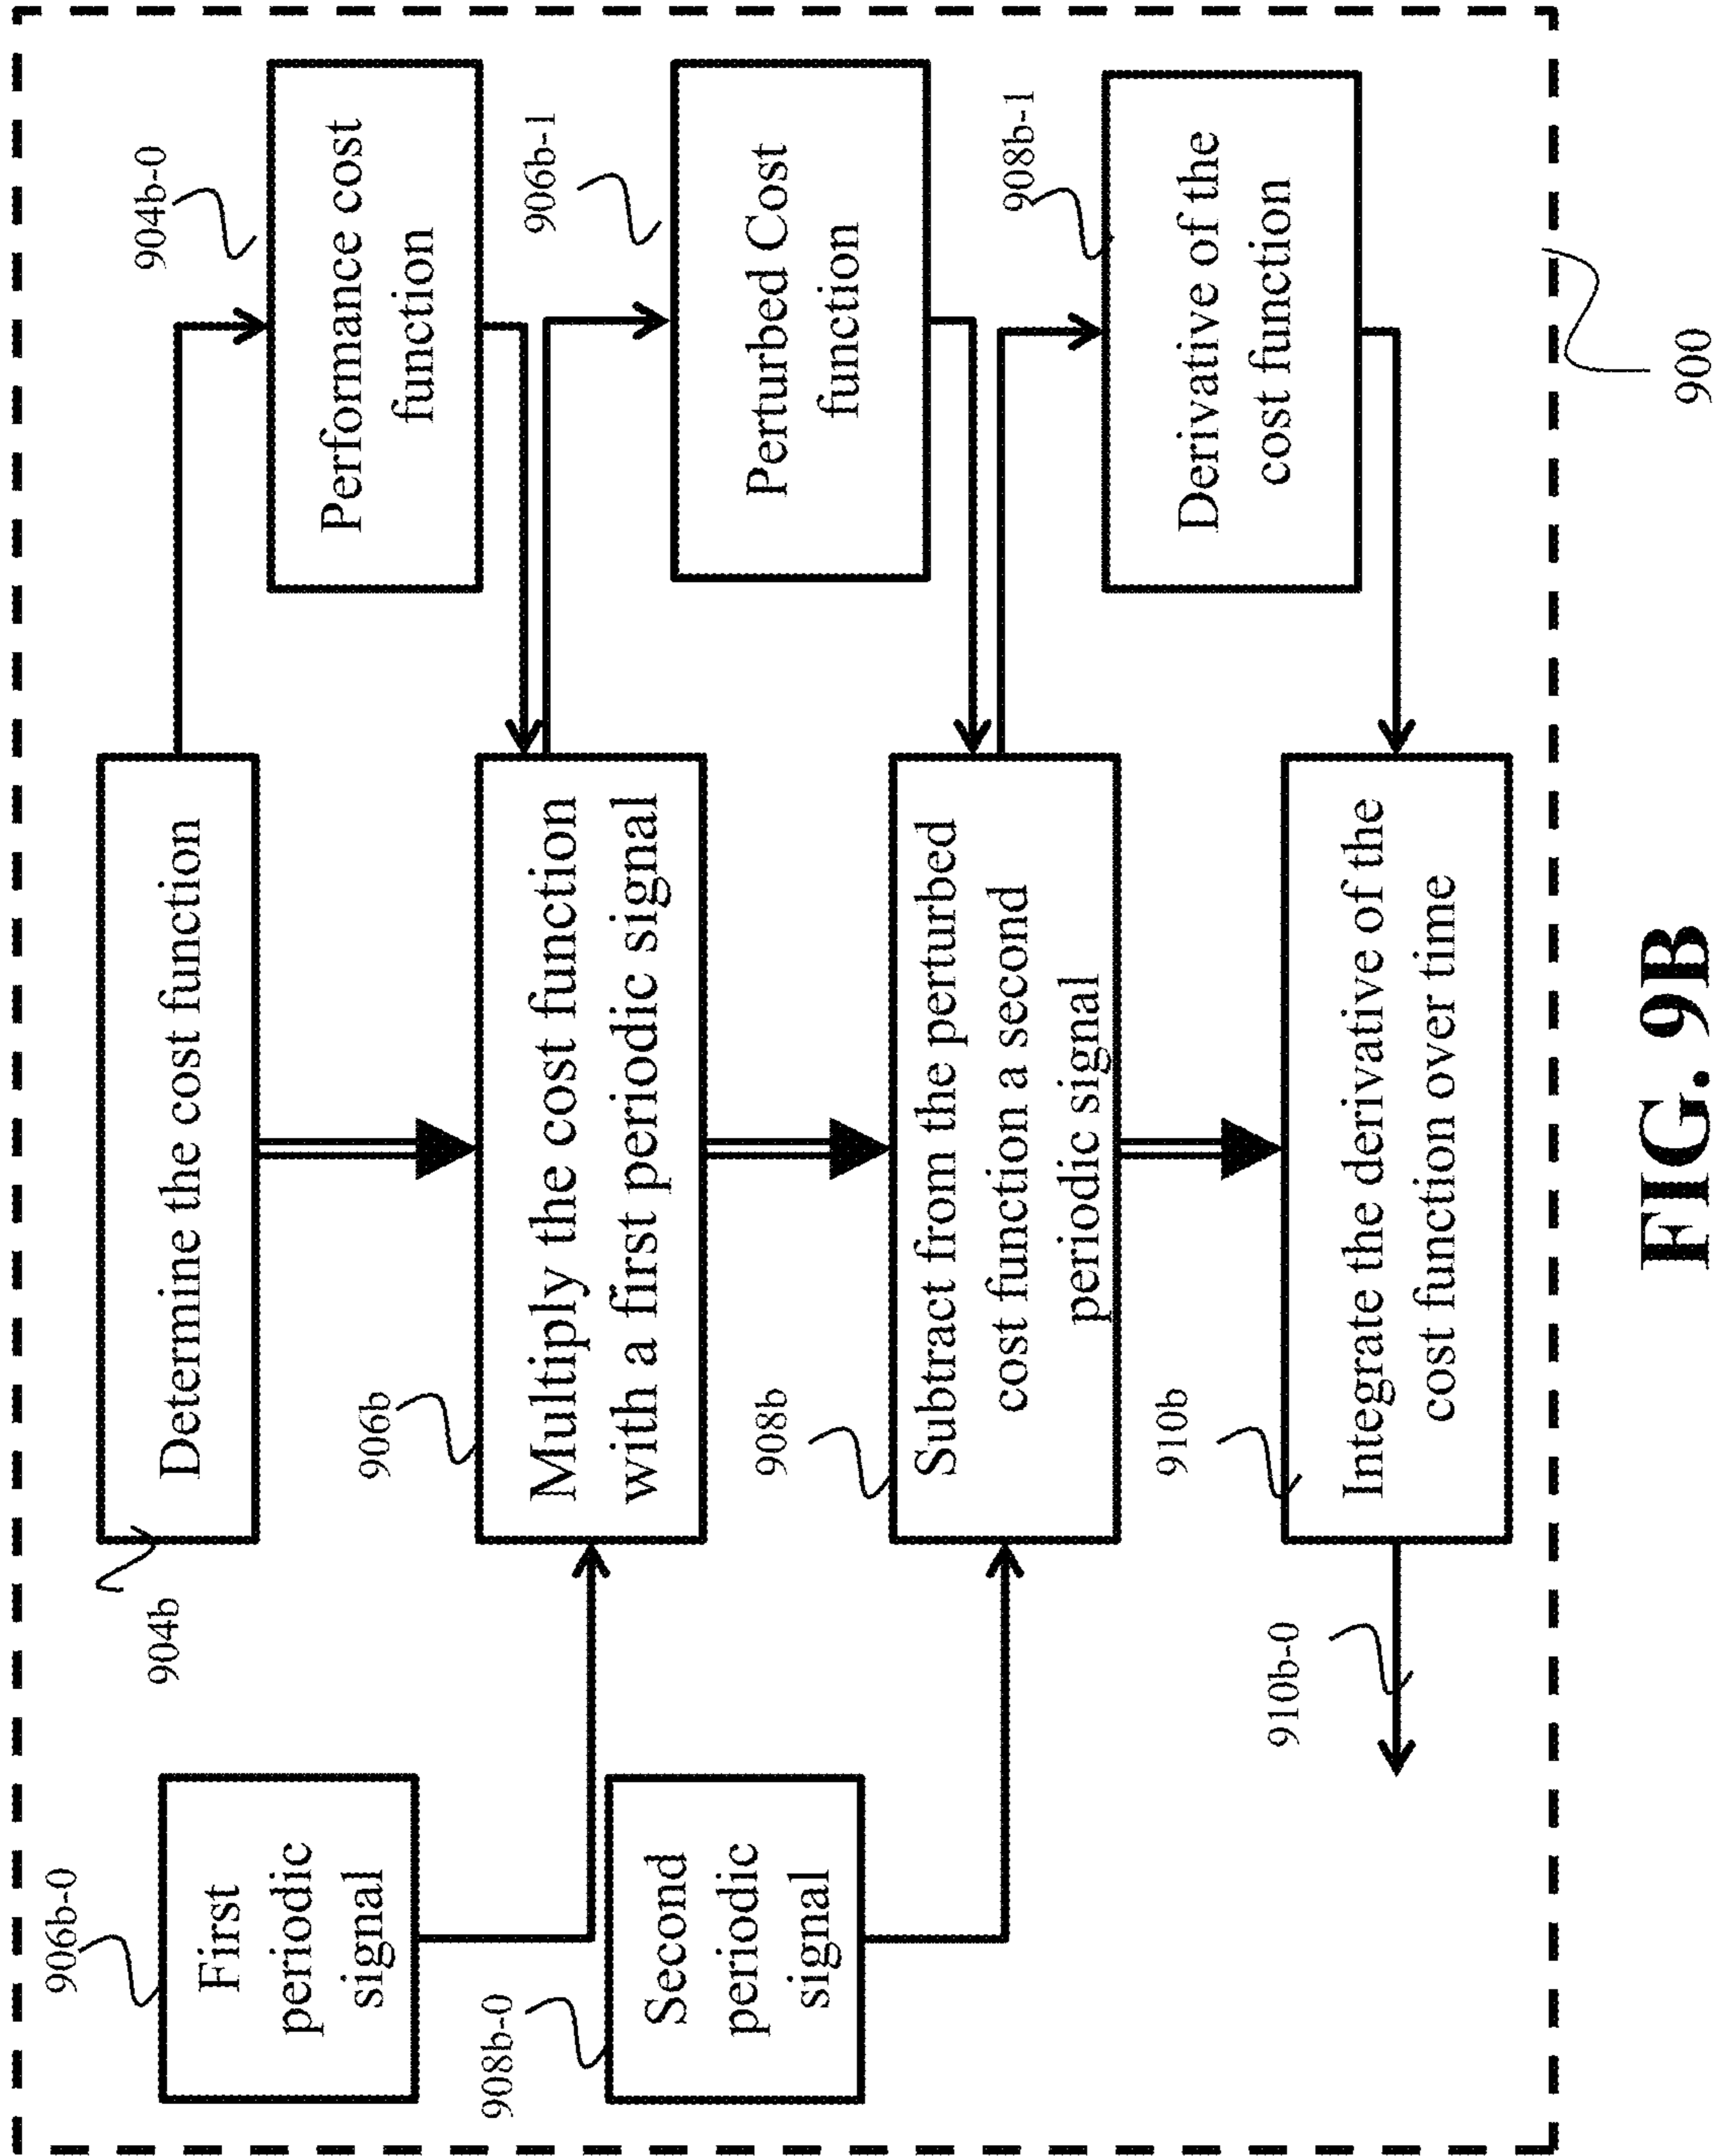 904b-0
904b
Determine the cost function
Performance cost
function
906b-0
First
periodic
signal
906b
Multiply the cost function
with a first periodic signal
906b-1
Perturbed Cost
function
908b-0
Second
periodic
signal
908b
Subtract from the perturbed
cost function a second
periodic signal
908b-1
Derivative of the
cost function
910b
Integrate the derivative of the
cost function over time
910b-0
900
FIG. 9B